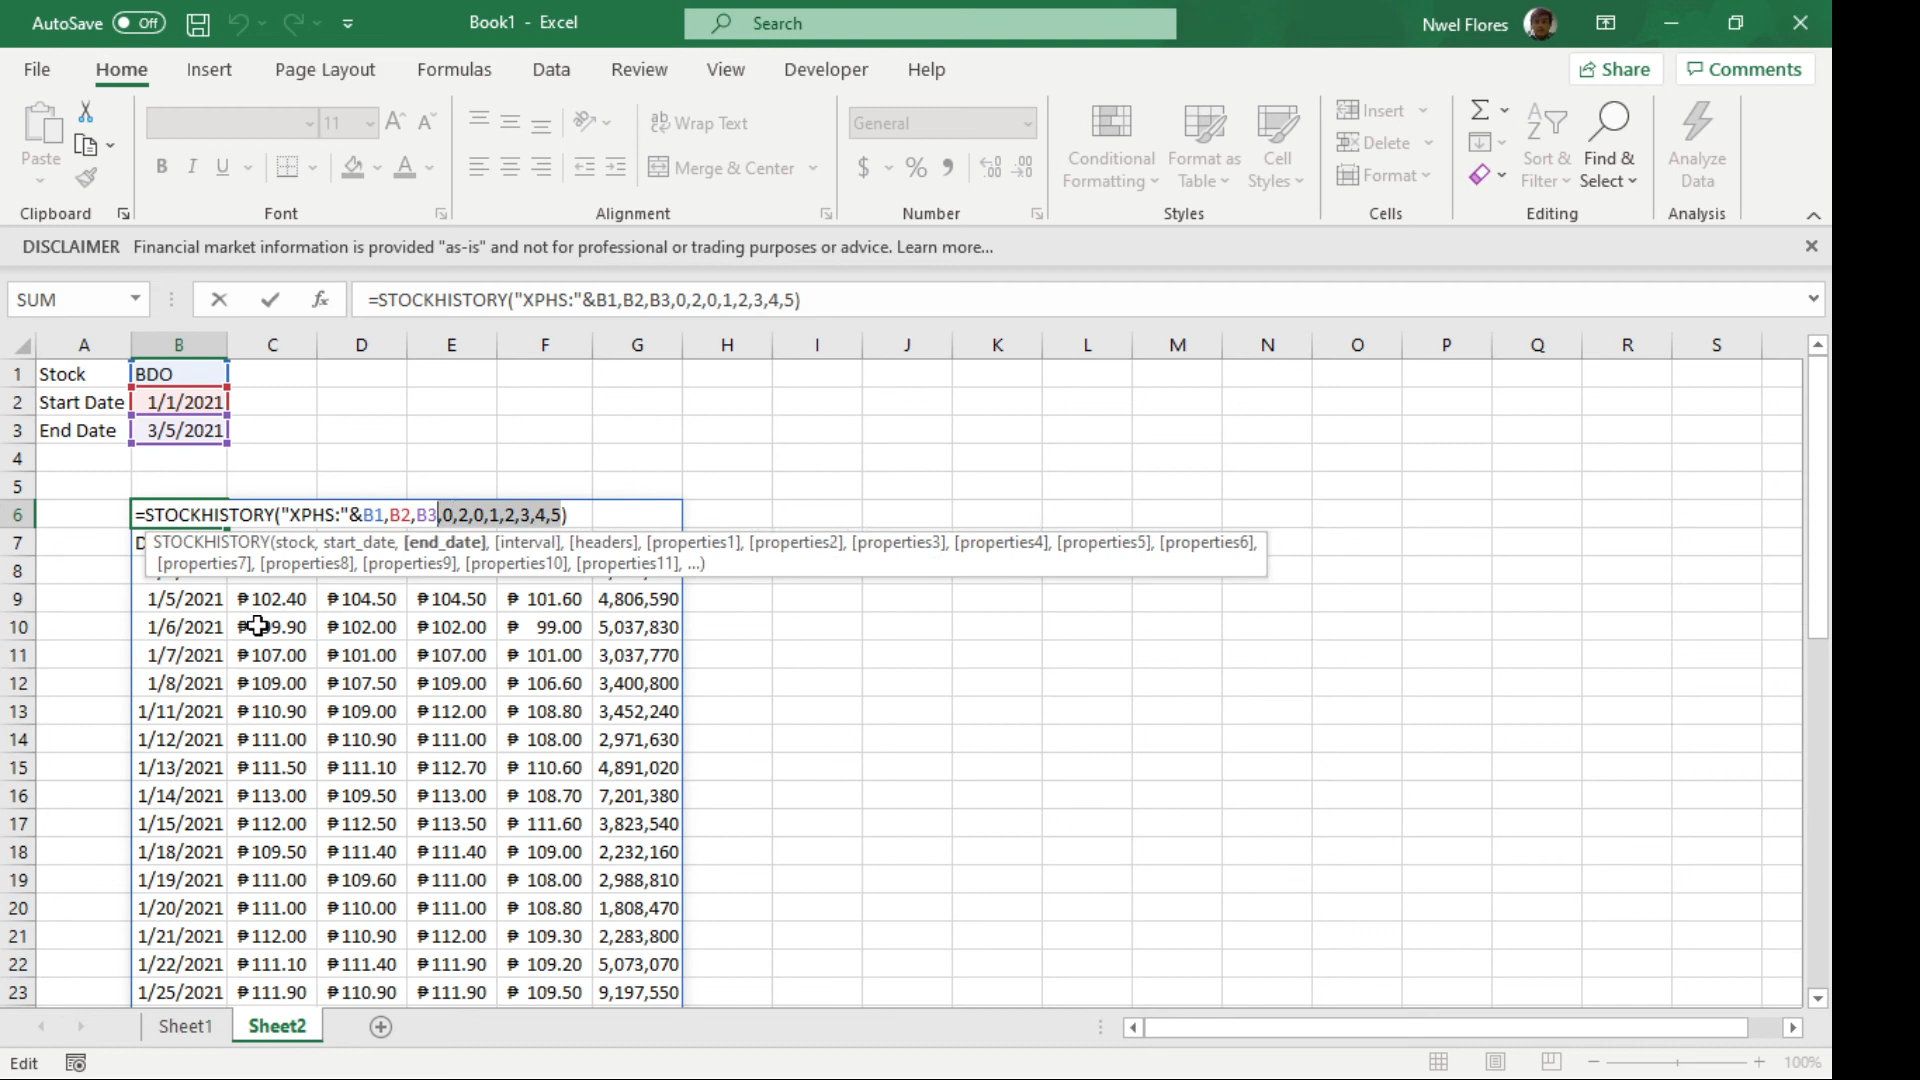 AutoSave Off Book1 - Excel Search Nwel Flores
File Home Insert Page Layout Formulas Data Review View Developer Help Share Comments
11 A A ab Wrap Text General Insert Σ
Paste B I U A Merge & Center $ % Conditional Formatting Format as Table Cell Styles Delete Format Sort & Filter Find & Select Analyze Data
Clipboard Font Alignment Number Styles Cells Editing Analysis
DISCLAIMER Financial market information is provided "as-is" and not for professional or trading purposes or advice. Learn more...
SUM fx =STOCKHISTORY("XPHS:"&B1,B2,B3,0,2,0,1,2,3,4,5)
A B C D E F G H I J K L M N O P Q R S
1 Stock BDO
2 Start Date 1/1/2021
3 End Date 3/5/2021
4
5
6 =STOCKHISTORY("XPHS:"&B1,B2,B3,0,2,0,1,2,3,4,5)
7 D STOCKHISTORY(stock, start_date, [end_date], [interval], [headers], [properties1], [properties2], [properties3], [properties4], [properties5], [properties6],
8 [properties7], [properties8], [properties9], [properties10], [properties11], ...)
9 1/5/2021 ₱102.40 ₱104.50 ₱104.50 ₱ 101.60 4,806,590
10 1/6/2021 ₱ 9.90 ₱102.00 ₱102.00 ₱ 99.00 5,037,830
11 1/7/2021 ₱107.00 ₱101.00 ₱107.00 ₱ 101.00 3,037,770
12 1/8/2021 ₱109.00 ₱107.50 ₱109.00 ₱ 106.60 3,400,800
13 1/11/2021 ₱110.90 ₱109.00 ₱112.00 ₱ 108.80 3,452,240
14 1/12/2021 ₱111.00 ₱110.90 ₱111.00 ₱ 108.00 2,971,630
15 1/13/2021 ₱111.50 ₱111.10 ₱112.70 ₱ 110.60 4,891,020
16 1/14/2021 ₱113.00 ₱109.50 ₱113.00 ₱ 108.70 7,201,380
17 1/15/2021 ₱112.00 ₱112.50 ₱113.50 ₱ 111.60 3,823,540
18 1/18/2021 ₱109.50 ₱111.40 ₱111.40 ₱ 109.00 2,232,160
19 1/19/2021 ₱111.00 ₱109.60 ₱111.00 ₱ 108.00 2,988,810
20 1/20/2021 ₱111.00 ₱110.00 ₱111.00 ₱ 108.80 1,808,470
21 1/21/2021 ₱112.00 ₱110.90 ₱112.00 ₱ 109.30 2,283,800
22 1/22/2021 ₱111.10 ₱111.40 ₱111.90 ₱ 109.20 5,073,070
23 1/25/2021 ₱111.90 ₱110.90 ₱111.90 ₱ 109.50 9,197,550
Sheet1 Sheet2
Edit 100%